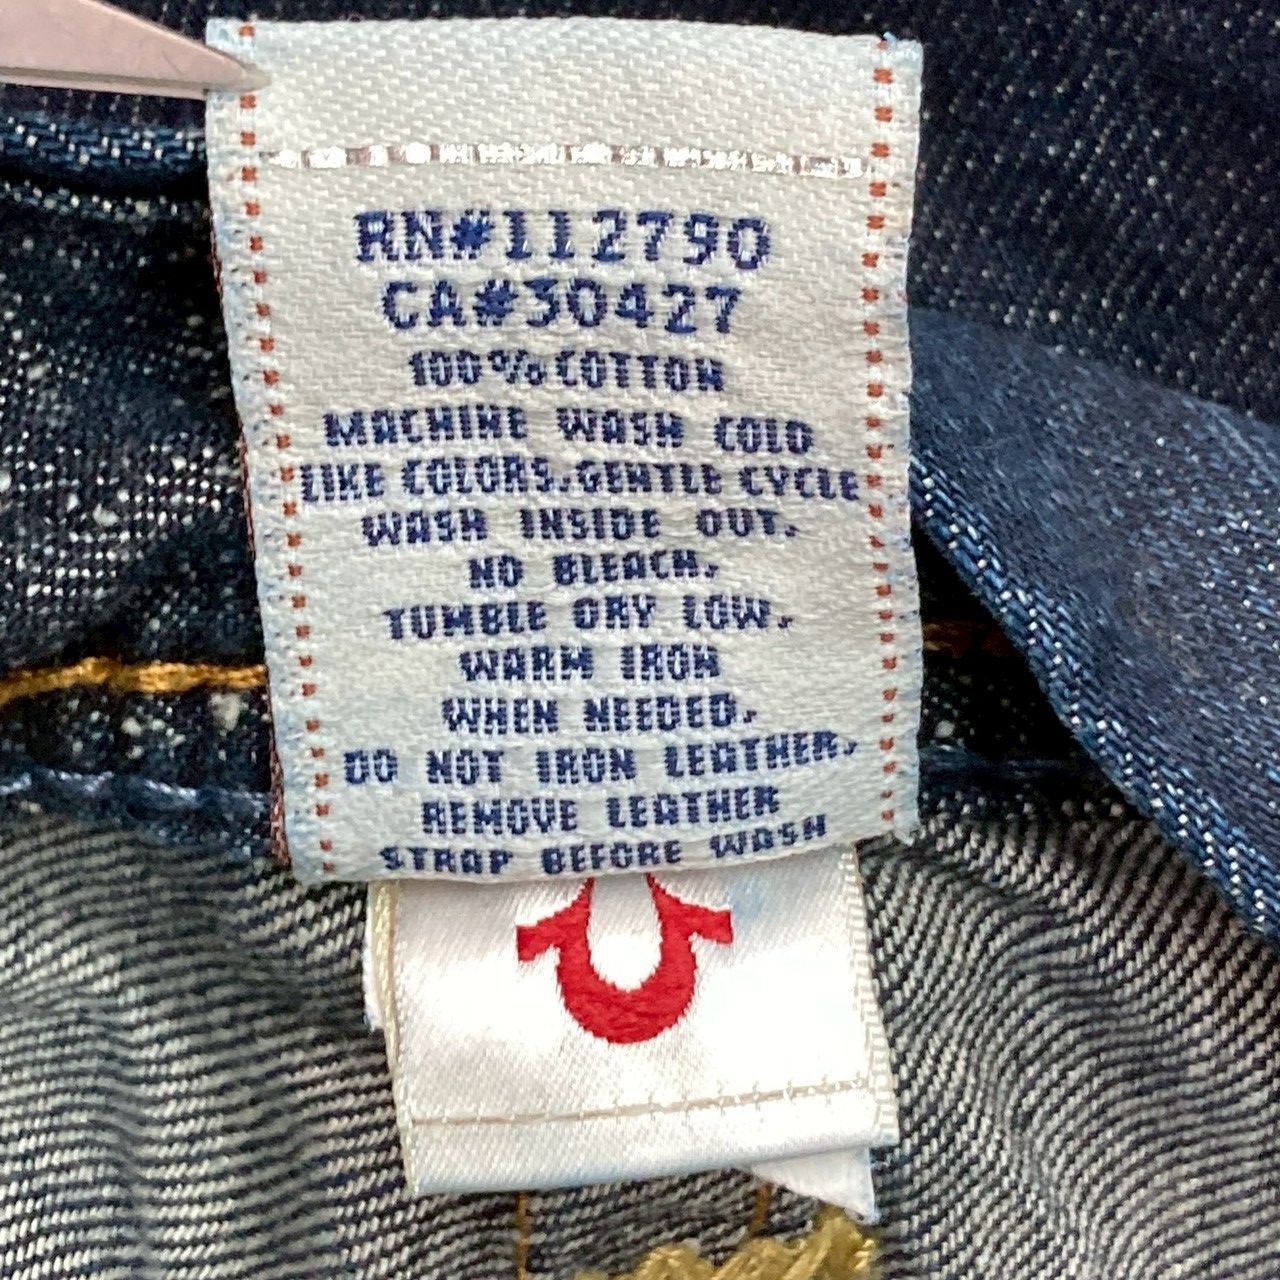 RN#112790
CA#30427
100% COTTON
MACHINE WASH COLD
LIKE COLORS.GENTLE CYCLE
WASH INSIDE OUT.
NO BLEACH,
TUMBLE DRY LOW.
WARM IRON
WHEN NEEDED.
DO NOT IRON LEATHER,
REMOVE LEATHER
STRAP BEFORE WASH